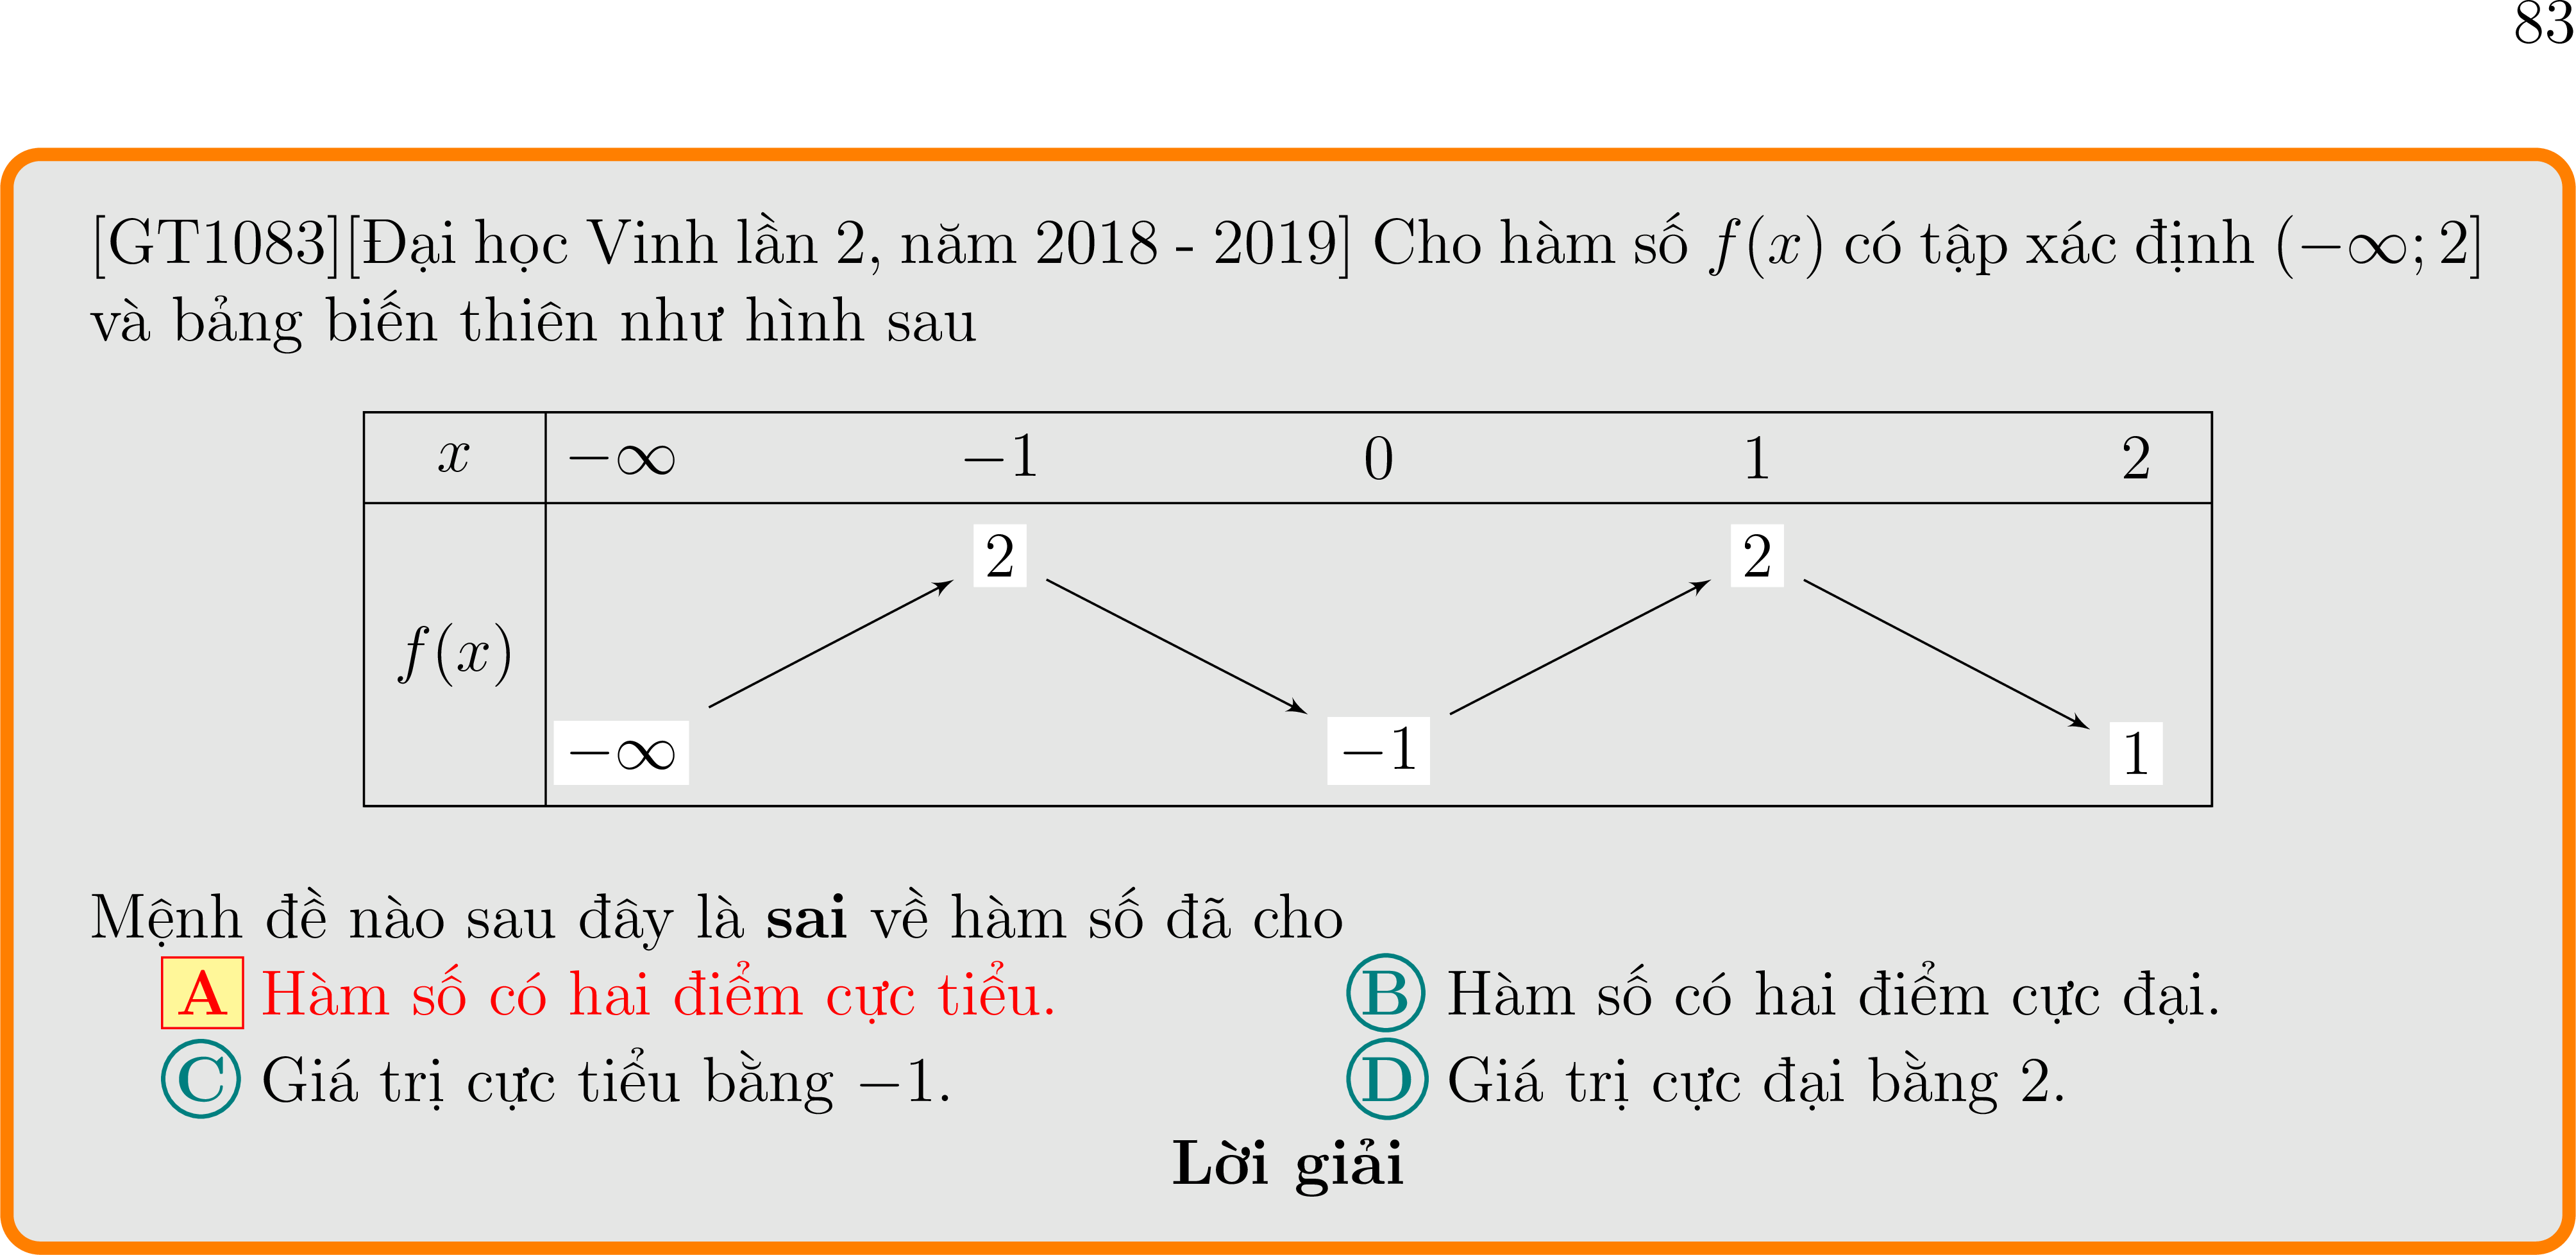 83
[GT1083][Đại học Vinh lần 2, năm 2018 - 2019] Cho hàm số f(x) có tập xác định (−∞; 2]
và bảng biến thiên như hình sau
x −∞ −1 0 1 2
2 2
f(x)
−∞ −1 1
Mệnh đề nào sau đây là sai về hàm số đã cho
A Hàm số có hai điểm cực tiểu. B Hàm số có hai điểm cực đại.
C Giá trị cực tiểu bằng −1. D Giá trị cực đại bằng 2.
Lời giải